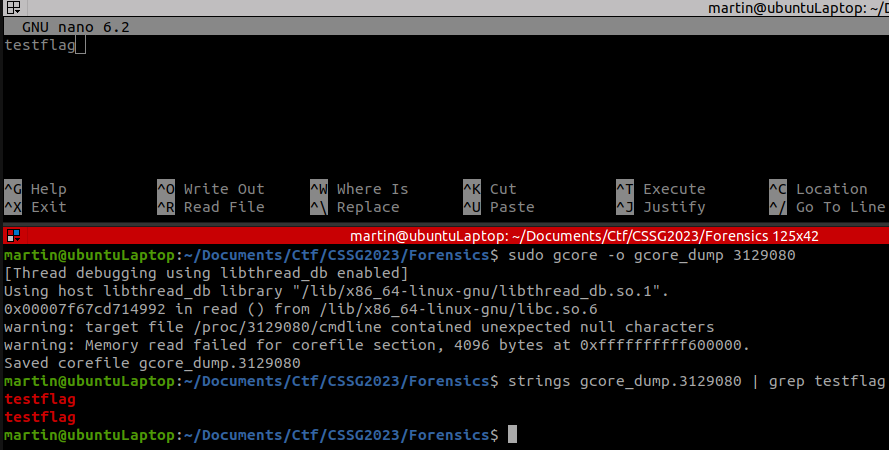 martin@ubuntuLaptop: ~/D
GNU nano 6.2
testflag
^G Help ^O Write Out ^W Where Is ^K Cut ^T Execute ^C Location
^X Exit ^R Read File ^\ Replace ^U Paste ^J Justify ^/ Go To Line
martin@ubuntuLaptop: ~/Documents/Ctf/CSSG2023/Forensics 125x42
martin@ubuntuLaptop:~/Documents/Ctf/CSSG2023/Forensics$ sudo gcore -o gcore_dump 3129080
[Thread debugging using libthread_db enabled]
Using host libthread_db library "/lib/x86_64-linux-gnu/libthread_db.so.1".
0x00007f67cd714992 in read () from /lib/x86_64-linux-gnu/libc.so.6
warning: target file /proc/3129080/cmdline contained unexpected null characters
warning: Memory read failed for corefile section, 4096 bytes at 0xffffffffff600000.
Saved corefile gcore_dump.3129080
martin@ubuntuLaptop:~/Documents/Ctf/CSSG2023/Forensics$ strings gcore_dump.3129080 | grep testflag
testflag
testflag
martin@ubuntuLaptop:~/Documents/Ctf/CSSG2023/Forensics$